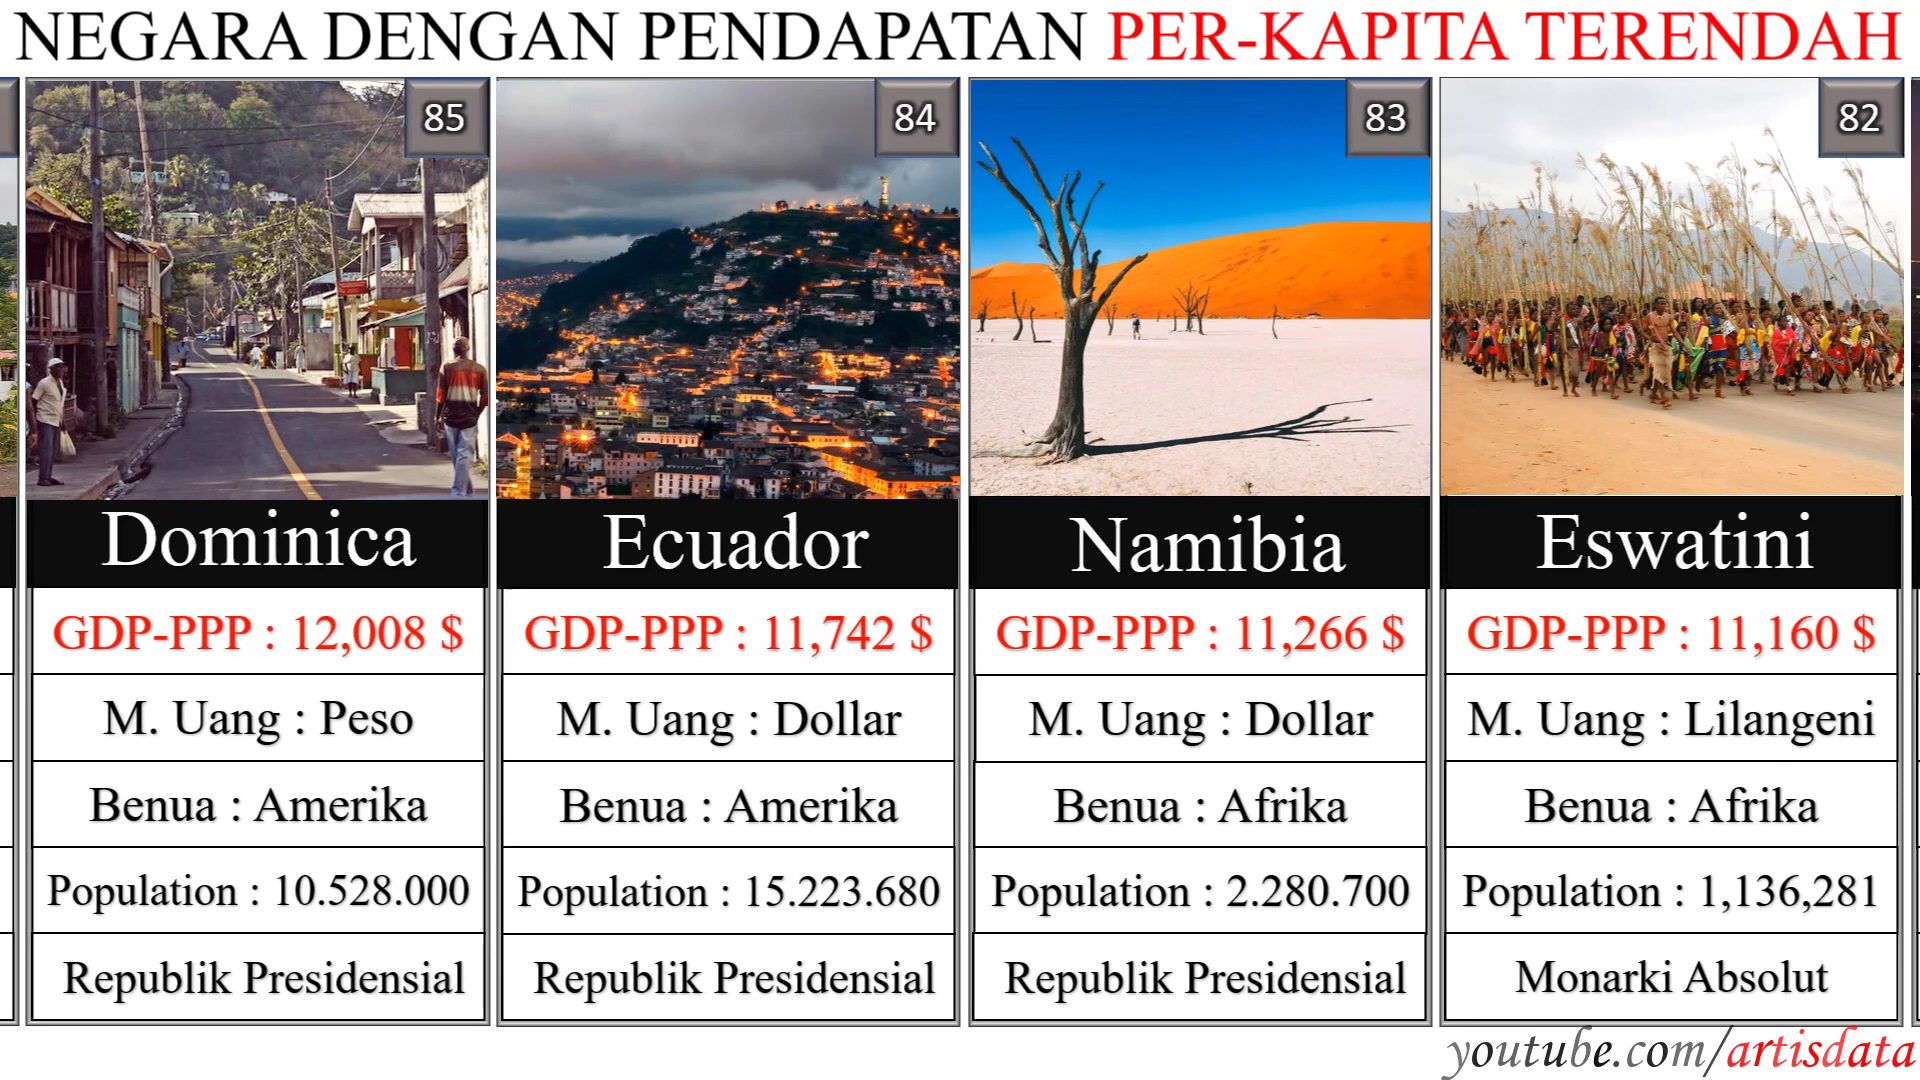 NEGARA DENGAN PENDAPATAN PER-KAPITA TERENDAH
85
Dominica
GDP-PPP : 12,008 $
M. Uang : Peso
Benua : Amerika
Population : 10.528.000
Republik Presidensial
84
Ecuador
GDP-PPP : 11,742 $
M. Uang : Dollar
Benua : Amerika
Population : 15.223.680
Republik Presidensial
83
Namibia
GDP-PPP : 11,266 $
M. Uang : Dollar
Benua : Afrika
Population : 2.280.700
Republik Presidensial
82
Eswatini
GDP-PPP : 11,160 $
M. Uang : Lilangeni
Benua : Afrika
Population : 1,136,281
Monarki Absolut
youtube.com/artisdata